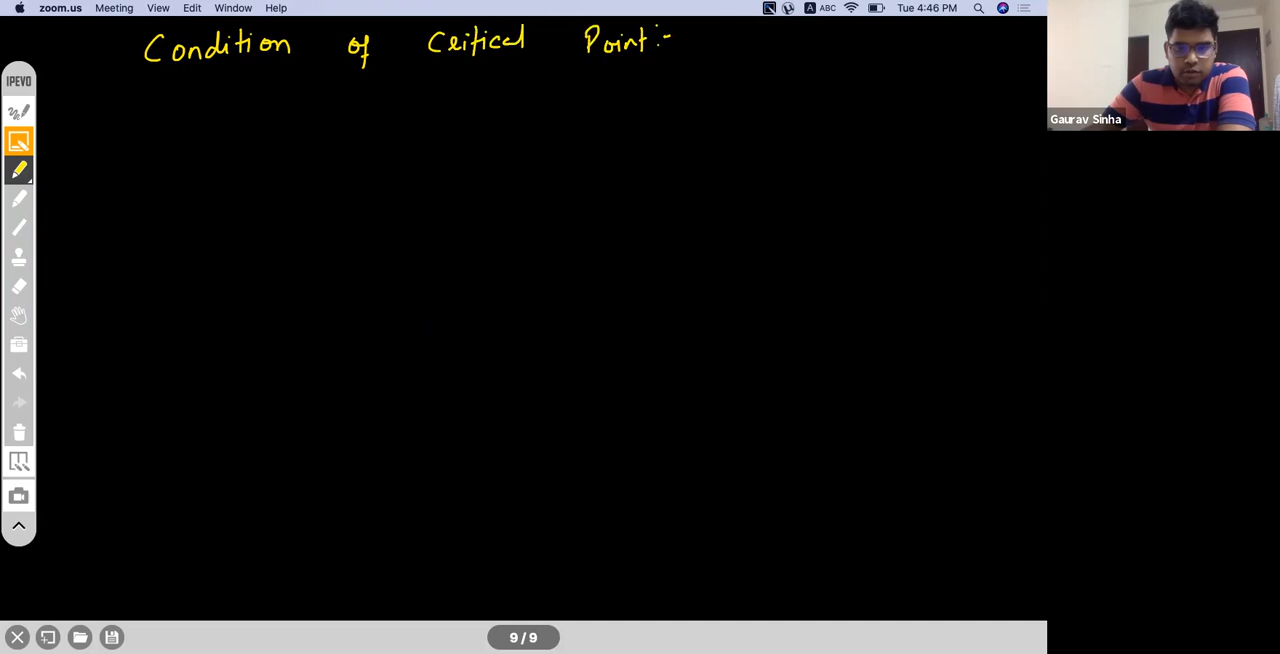 zoom.us Meeting View Edit Window Help A ABC Tue 4:46 PM
Condition of Critical Point :-
IPEVO
Gaurav Sinha
9 / 9